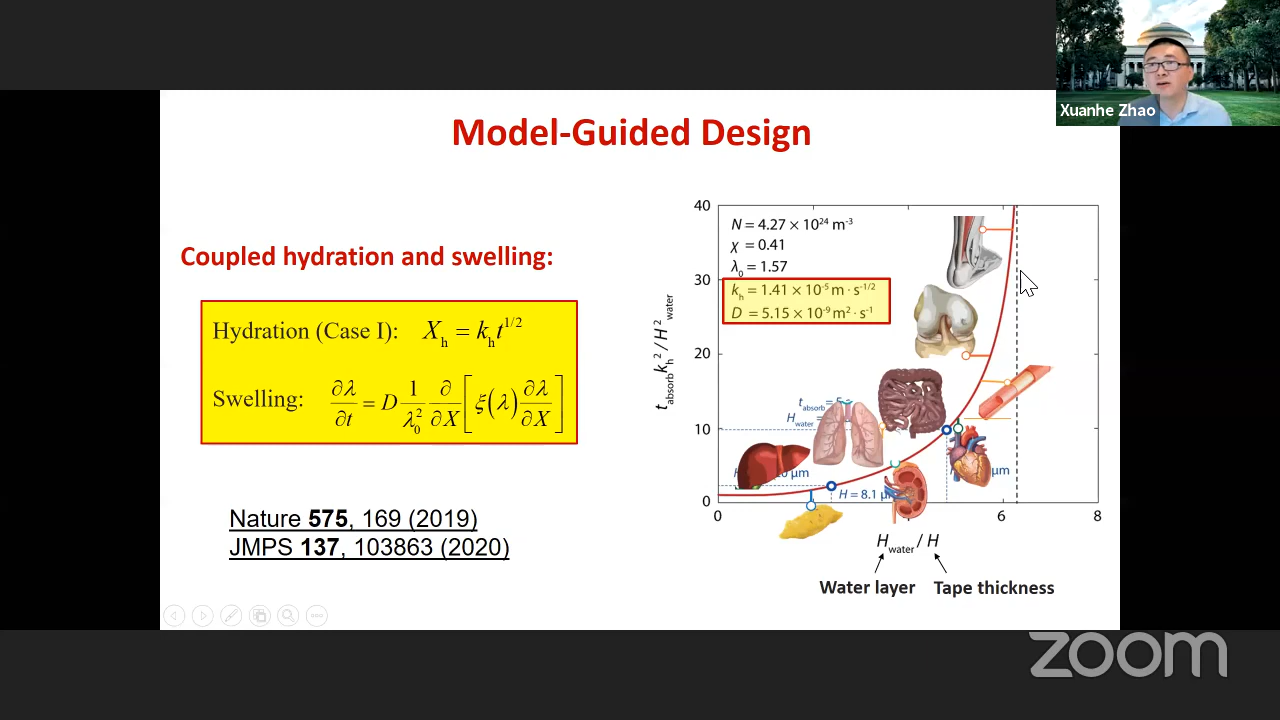 Xuanhe Zhao
Model-Guided Design
Coupled hydration and swelling:
Hydration (Case I): X_h = k_h t^{1/2}
Swelling: ∂λ/∂t = D 1/λ_0^2 ∂/∂X [ξ(λ) ∂λ/∂X]
Nature 575, 169 (2019)
JMPS 137, 103863 (2020)
t_absorb k_h^2 / H^2_water
40
30
20
10
0
N = 4.27 × 10^24 m^-3
χ = 0.41
λ_0 = 1.57
k_h = 1.41 × 10^-5 m · s^-1/2
D = 5.15 × 10^-9 m^2 · s^-1
t_absorb =
H_water =
μm
H = 8.1 μ
μm
0
6
8
H_water / H
Water layer
Tape thickness
zoom